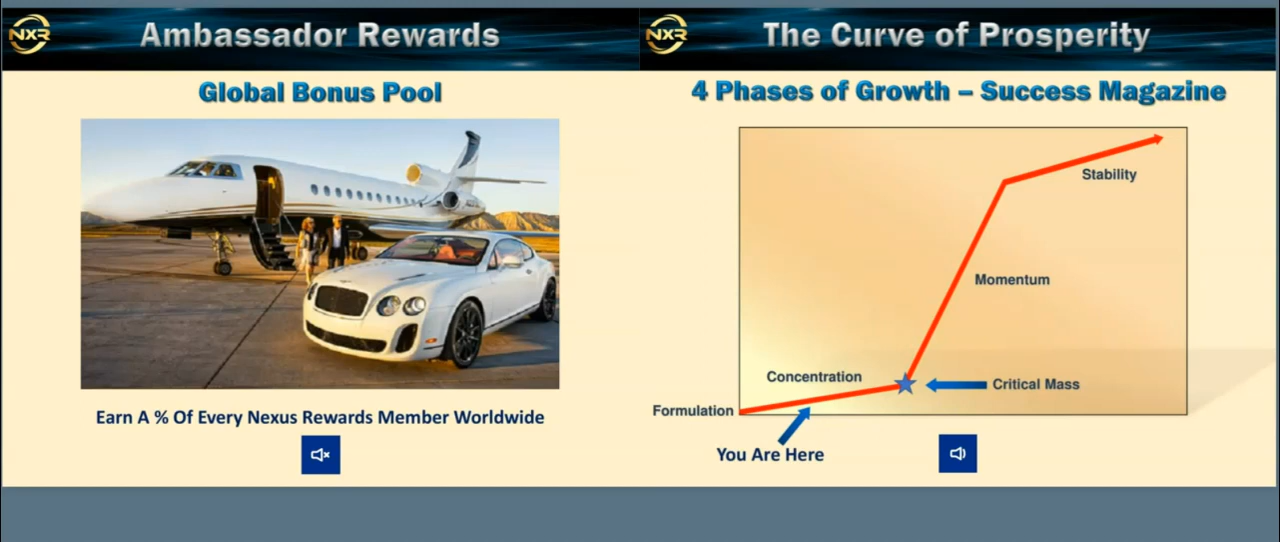 NXR
Ambassador Rewards
Global Bonus Pool
Earn A % Of Every Nexus Rewards Member Worldwide
NXR
The Curve of Prosperity
4 Phases of Growth – Success Magazine
Stability
Momentum
Concentration
Critical Mass
Formulation
You Are Here